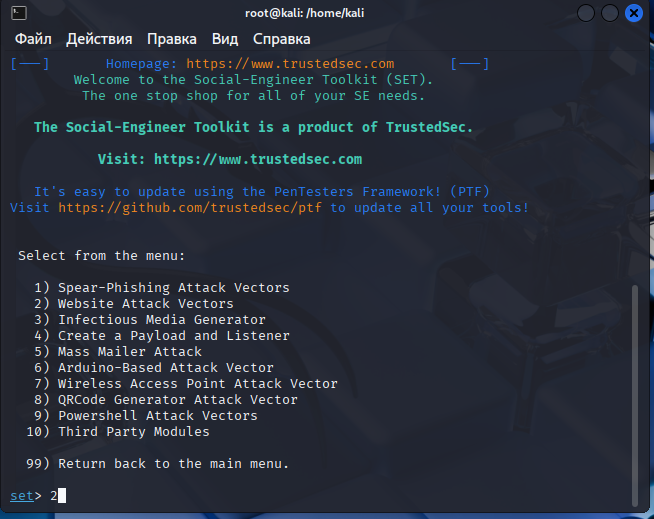 root@kali: /home/kali
Файл Действия Правка Вид Справка
[---] Homepage: https://www.trustedsec.com [---]
Welcome to the Social-Engineer Toolkit (SET).
The one stop shop for all of your SE needs.
The Social-Engineer Toolkit is a product of TrustedSec.
Visit: https://www.trustedsec.com
It's easy to update using the PenTesters Framework! (PTF)
Visit https://github.com/trustedsec/ptf to update all your tools!
Select from the menu:
1) Spear-Phishing Attack Vectors
2) Website Attack Vectors
3) Infectious Media Generator
4) Create a Payload and Listener
5) Mass Mailer Attack
6) Arduino-Based Attack Vector
7) Wireless Access Point Attack Vector
8) QRCode Generator Attack Vector
9) Powershell Attack Vectors
10) Third Party Modules
99) Return back to the main menu.
set> 2